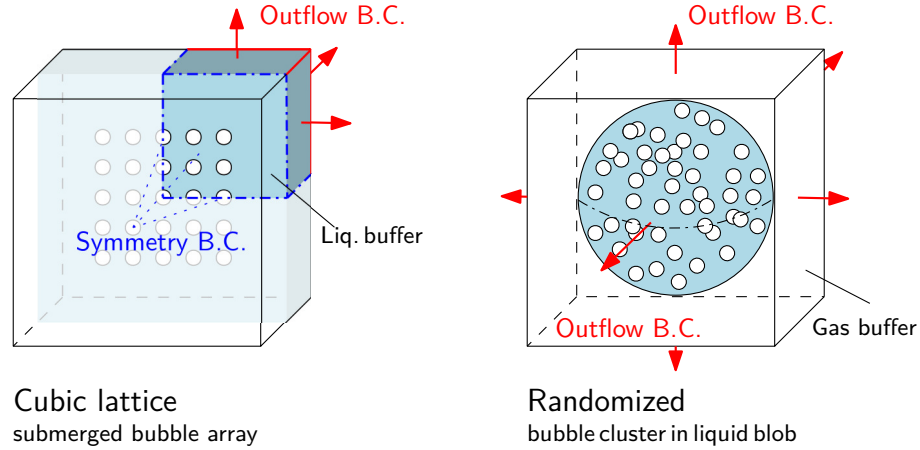 Outflow B.C.
Symmetry B.C.
Liq. buffer
Cubic lattice
submerged bubble array
Outflow B.C.
Outflow B.C.
Gas buffer
Randomized
bubble cluster in liquid blob